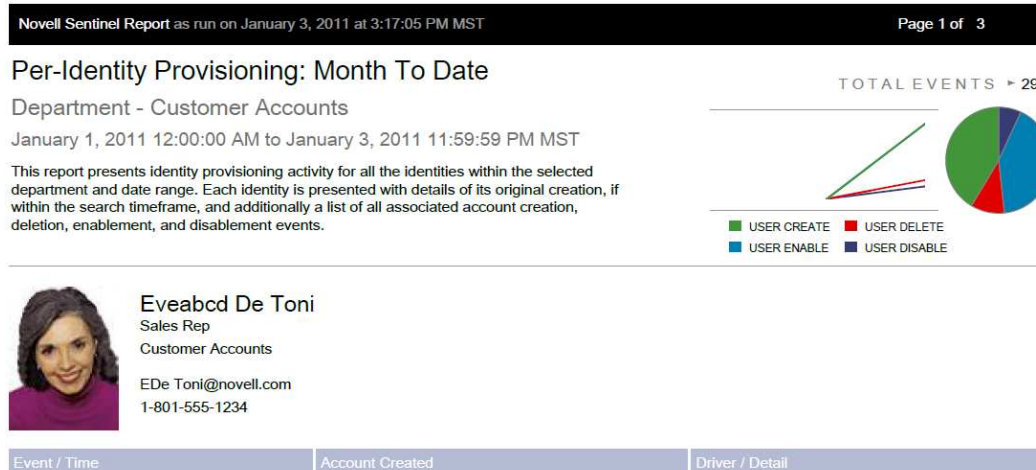 Novell Sentinel Report as run on January 3, 2011 at 3:17:05 PM MST
Page 1 of 3
Per-Identity Provisioning: Month To Date
TOTAL EVENTS ► 29
Department - Customer Accounts
January 1, 2011 12:00:00 AM to January 3, 2011 11:59:59 PM MST
This report presents identity provisioning activity for all the identities within the selected
department and date range. Each identity is presented with details of its original creation, if
within the search timeframe, and additionally a list of all associated account creation,
deletion, enablement, and disablement events.
USER CREATE USER DELETE
USER ENABLE USER DISABLE
Eveabcd De Toni
Sales Rep
Customer Accounts
EDe Toni@novell.com
1-801-555-1234
Event / Time Account Created Driver / Detail